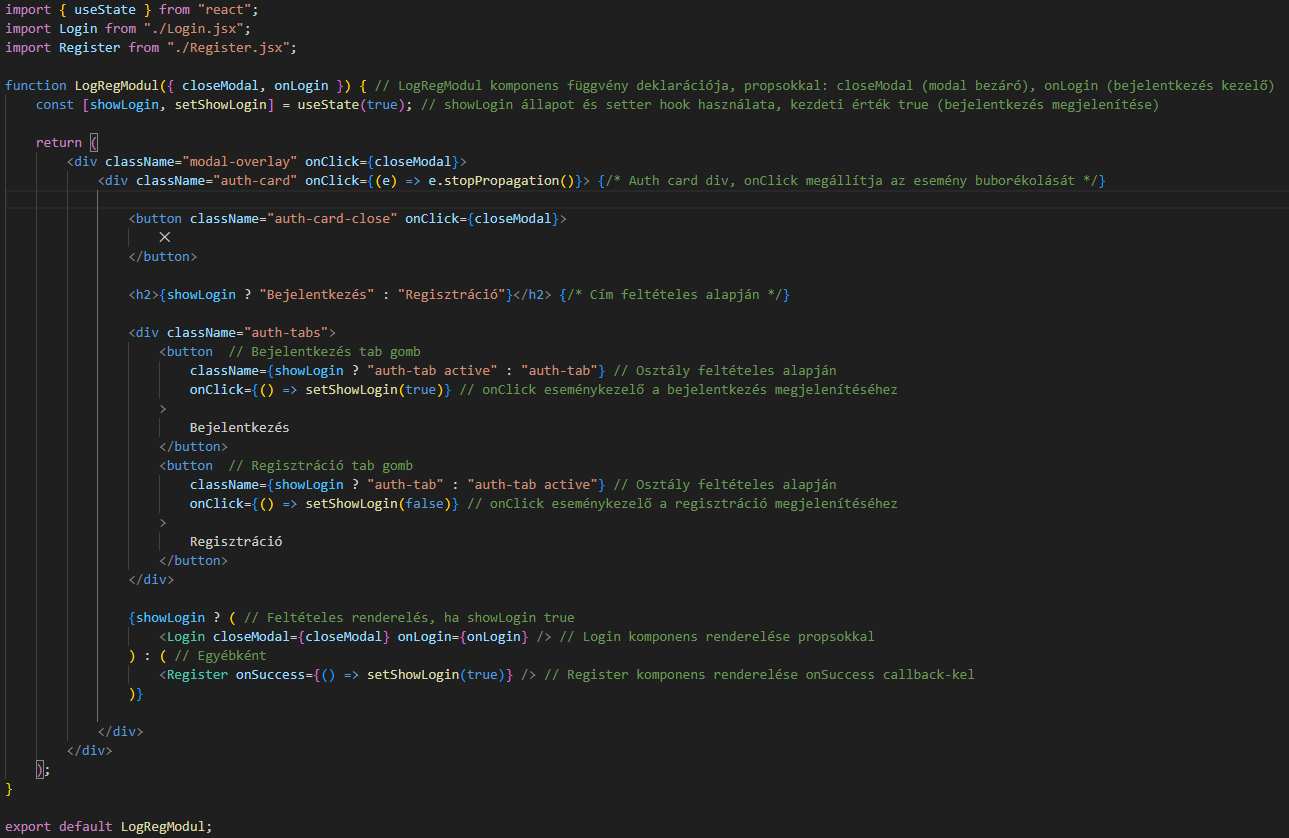 import { useState } from "react";
import Login from "./Login.jsx";
import Register from "./Register.jsx";

function LogRegModul({ closeModal, onLogin }) { // LogRegModul komponens függvény deklarációja, propsokkal: closeModal (modal bezáró), onLogin (bejelentkezés kezelő)
    const [showLogin, setShowLogin] = useState(true); // showLogin állapot és setter hook használata, kezdeti érték true (bejelentkezés megjelenítése)

    return (
        <div className="modal-overlay" onClick={closeModal}>
            <div className="auth-card" onClick={(e) => e.stopPropagation()}> {/* Auth card div, onClick megállítja az esemény buborékolását */}

                <button className="auth-card-close" onClick={closeModal}>
                    ✕
                </button>

                <h2>{showLogin ? "Bejelentkezés" : "Regisztráció"}</h2> {/* Cím feltételes alapján */}

                <div className="auth-tabs">
                    <button  // Bejelentkezés tab gomb
                        className={showLogin ? "auth-tab active" : "auth-tab"} // Osztály feltételes alapján
                        onClick={() => setShowLogin(true)} // onClick eseménykezelő a bejelentkezés megjelenítéséhez
                    >
                        Bejelentkezés
                    </button>
                    <button  // Regisztráció tab gomb
                        className={showLogin ? "auth-tab" : "auth-tab active"} // Osztály feltételes alapján
                        onClick={() => setShowLogin(false)} // onClick eseménykezelő a regisztráció megjelenítéséhez
                    >
                        Regisztráció
                    </button>
                </div>

                {showLogin ? ( // Feltételes renderelés, ha showLogin true
                    <Login closeModal={closeModal} onLogin={onLogin} /> // Login komponens renderelése propsokkal
                ) : ( // Egyébként
                    <Register onSuccess={() => setShowLogin(true)} /> // Register komponens renderelése onSuccess callback-kel
                )}

            </div>
        </div>
    );
}

export default LogRegModul;